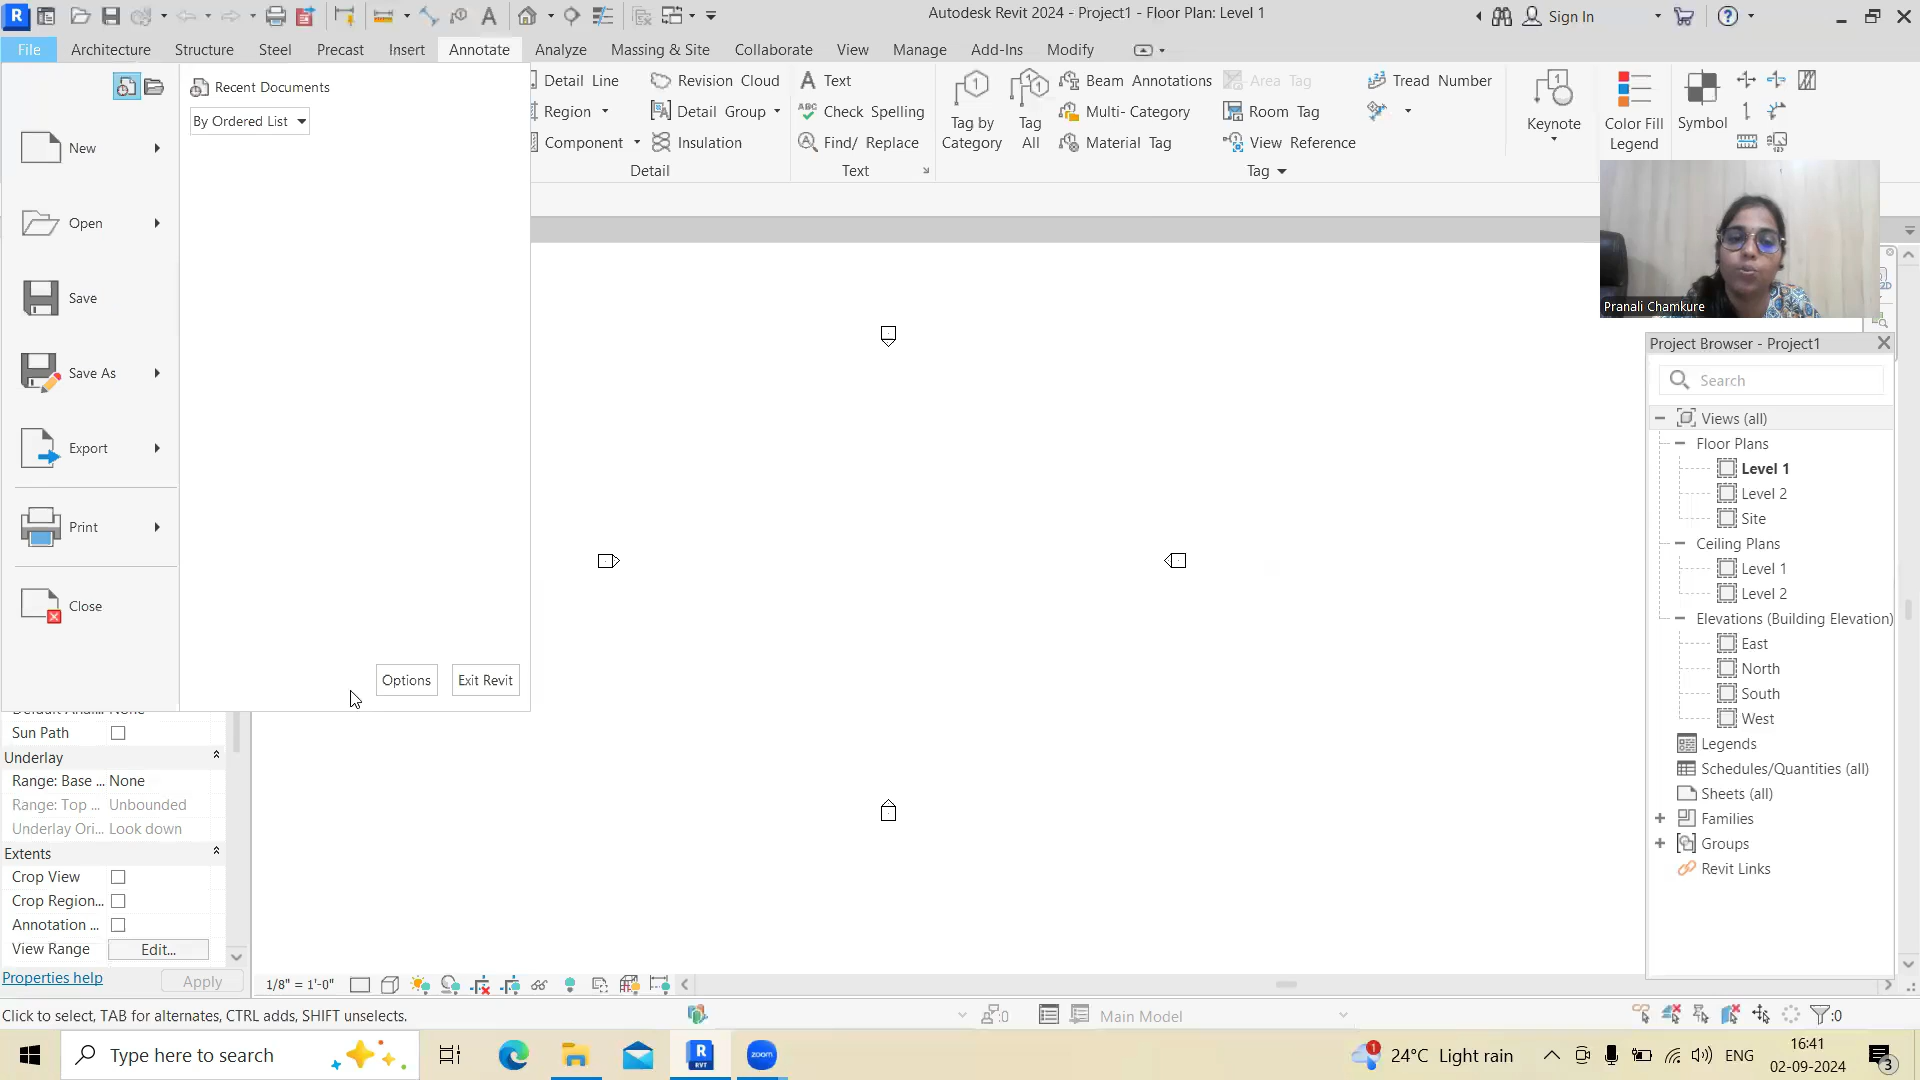 Autodesk Revit 2024 - Project1 - Floor Plan: Level 1
Sign In
File Architecture Structure Steel Precast Insert Annotate Analyze Massing & Site Collaborate View Manage Add-Ins Modify
Recent Documents
By Ordered List
New
Open
Save
Save As
Export
Print
Close
Options
Exit Revit
Detail Line
Region
Component
Revision Cloud
Detail Group
Insulation
Detail
Text
Check Spelling
Find/ Replace
Text
Tag by
Category
Tag
All
Beam Annotations
Multi- Category
Material Tag
Area Tag
Room Tag
View Reference
Tread Number
Tag
Keynote
Color Fill
Legend
Symbol
Pranali Chamkure
Project Browser - Project1
Search
Views (all)
Floor Plans
Level 1
Level 2
Site
Ceiling Plans
Level 1
Level 2
Elevations (Building Elevation)
East
North
South
West
Legends
Schedules/Quantities (all)
Sheets (all)
Families
Groups
Revit Links
Sun Path
Underlay
Range: Base ... None
Range: Top ... Unbounded
Underlay Ori... Look down
Extents
Crop View
Crop Region...
Annotation ...
View Range Edit...
Properties help
Apply
1/8" = 1'-0"
Click to select, TAB for alternates, CTRL adds, SHIFT unselects.
:0
Main Model
:0
Type here to search
zoom
1
24°C Light rain
ENG
16:41
02-09-2024
3